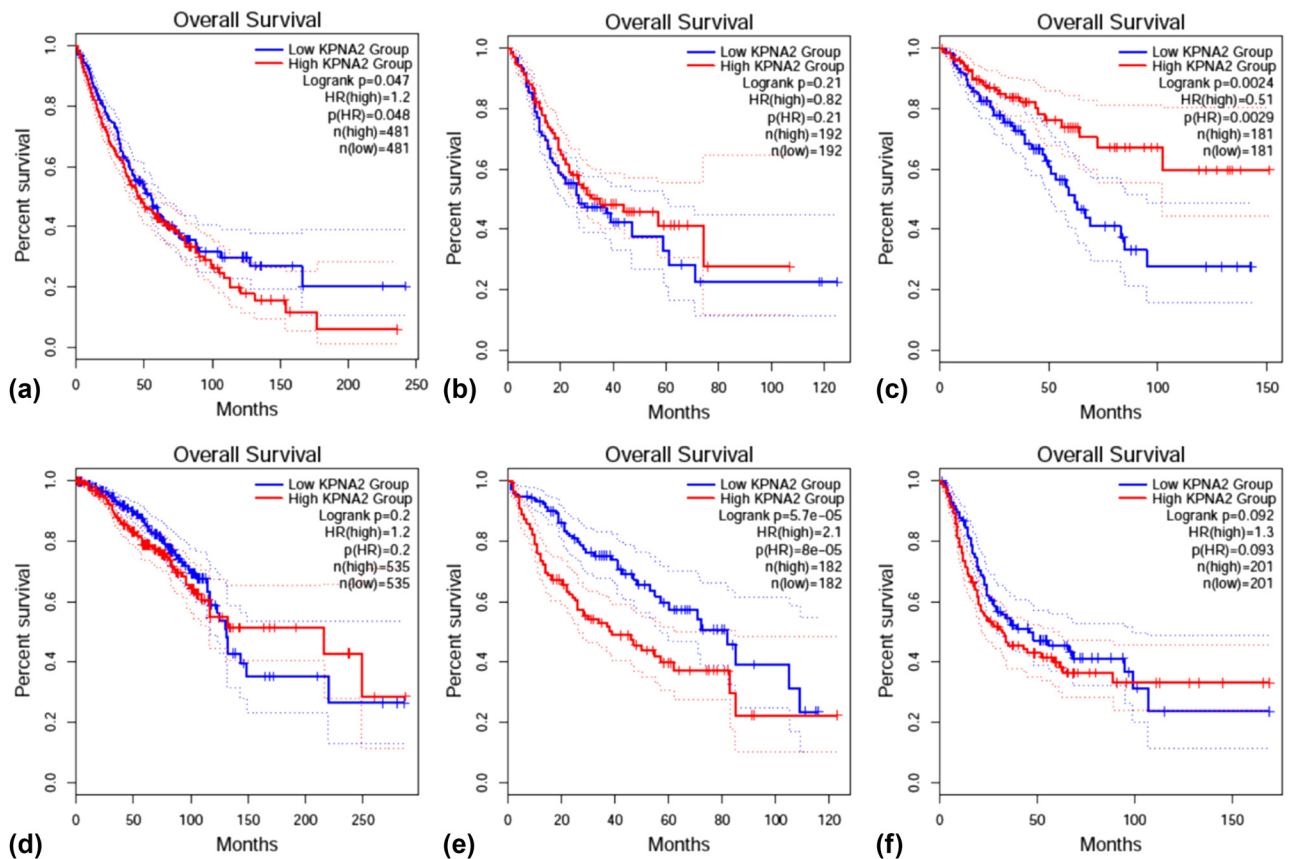 Overall Survival
Low KPNA2 Group
High KPNA2 Group
Logrank p=0.047
HR(high)=1.2
p(HR)=0.048
n(high)=481
n(low)=481
Percent survival
0.0 0.2 0.4 0.6 0.8 1.0
0 50 100 150 200 250
Months
(a)
Overall Survival
Low KPNA2 Group
High KPNA2 Group
Logrank p=0.21
HR(high)=0.82
p(HR)=0.21
n(high)=192
n(low)=192
Percent survival
0.0 0.2 0.4 0.6 0.8 1.0
0 20 40 60 80 100 120
Months
(b)
Overall Survival
Low KPNA2 Group
High KPNA2 Group
Logrank p=0.0024
HR(high)=0.51
p(HR)=0.0029
n(high)=181
n(low)=181
Percent survival
0.0 0.2 0.4 0.6 0.8 1.0
0 50 100 150
Months
(c)
Overall Survival
Low KPNA2 Group
High KPNA2 Group
Logrank p=0.2
HR(high)=1.2
p(HR)=0.2
n(high)=535
n(low)=535
Percent survival
0.0 0.2 0.4 0.6 0.8 1.0
0 50 100 150 200 250
Months
(d)
Overall Survival
Low KPNA2 Group
High KPNA2 Group
Logrank p=5.7e−05
HR(high)=2.1
p(HR)=8e−05
n(high)=182
n(low)=182
Percent survival
0.0 0.2 0.4 0.6 0.8 1.0
0 20 40 60 80 100 120
Months
(e)
Overall Survival
Low KPNA2 Group
High KPNA2 Group
Logrank p=0.092
HR(high)=1.3
p(HR)=0.093
n(high)=201
n(low)=201
Percent survival
0.0 0.2 0.4 0.6 0.8 1.0
0 50 100 150
Months
(f)